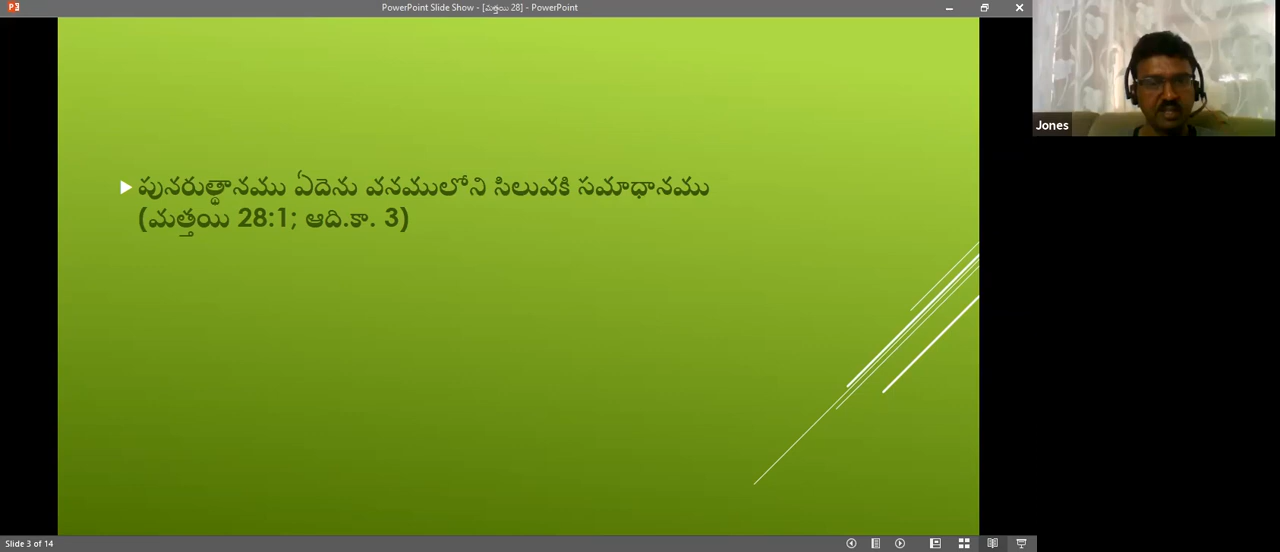 PowerPoint Slide Show - [మత్తయి 28] - PowerPoint
పునరుత్థానము ఏదెను వనములోని సిలువకి సమాధానము
(మత్తయి 28:1; ఆది.కా. 3)
Jones
Slide 3 of 14